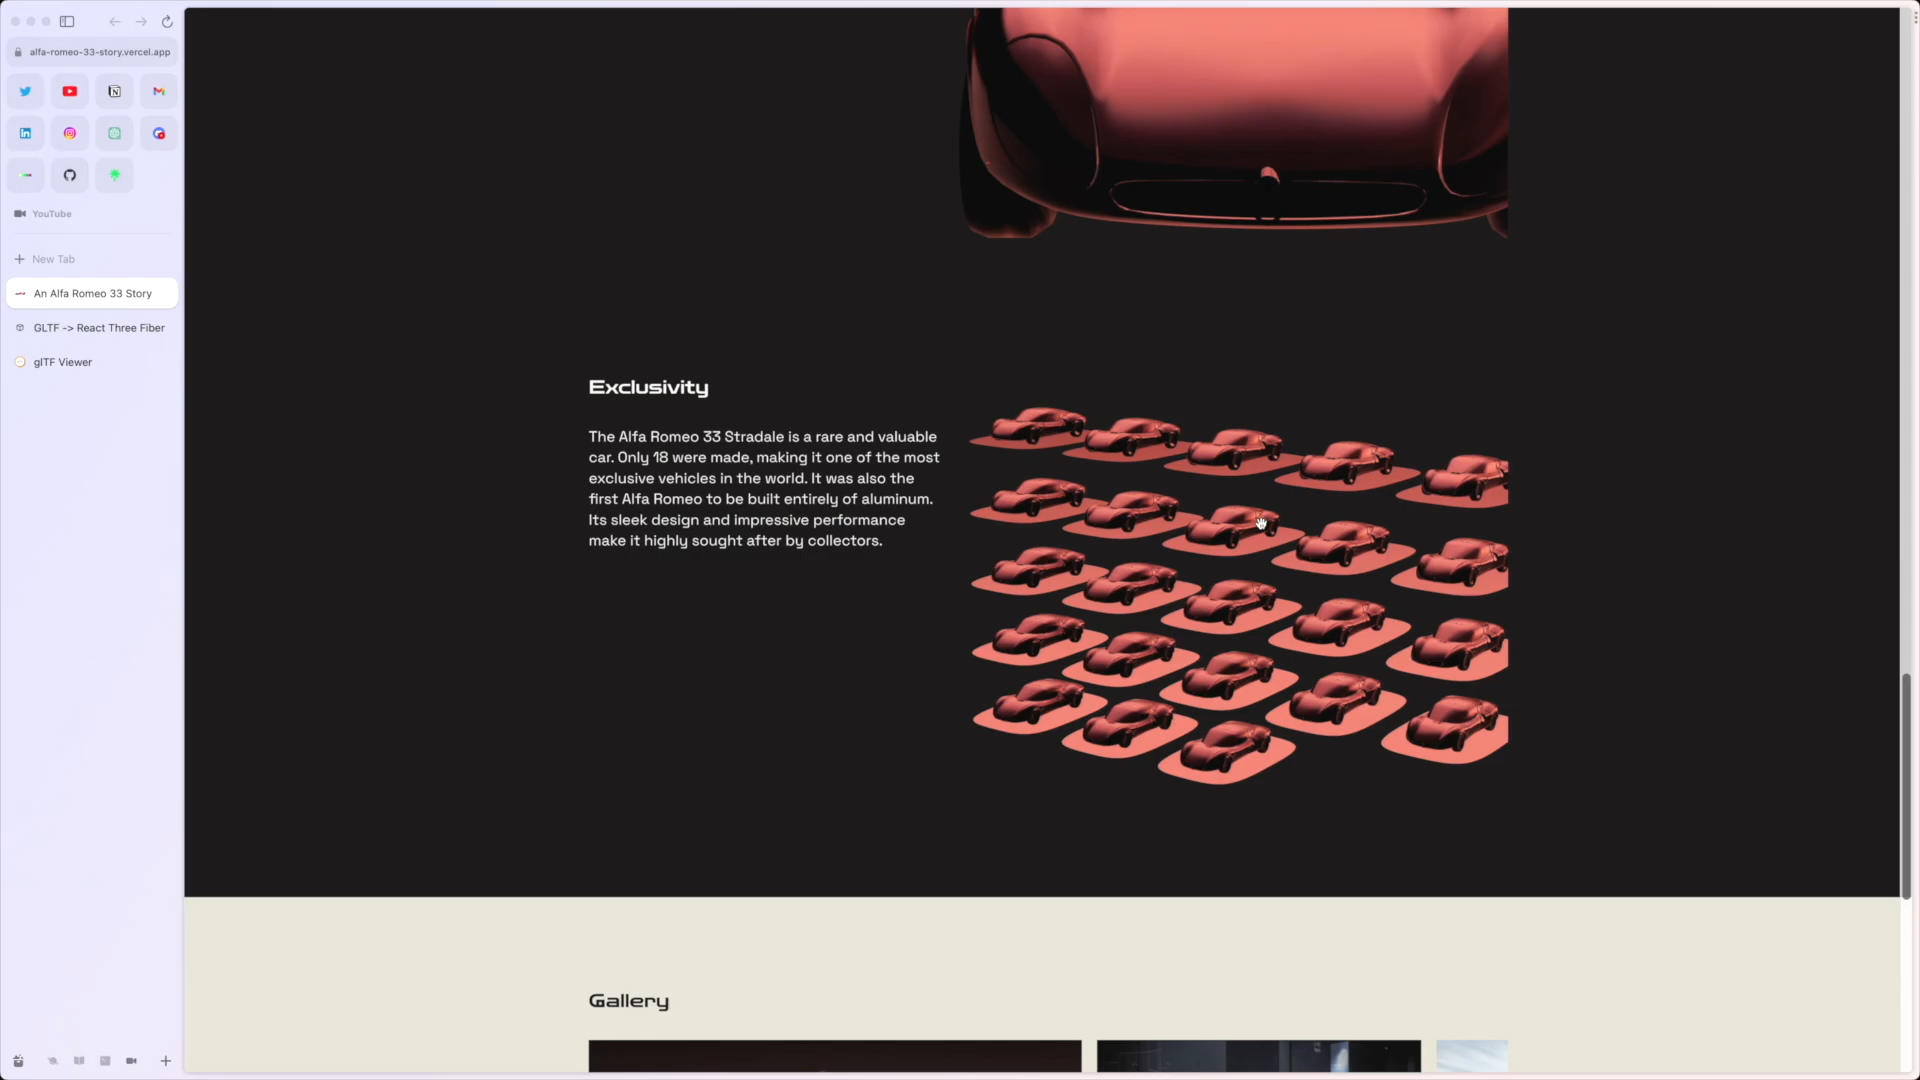 alfa-romeo-33-story.vercel.app
YouTube
New Tab
An Alfa Romeo 33 Story
GLTF -> React Three Fiber
glTF Viewer
Exclusivity
The Alfa Romeo 33 Stradale is a rare and valuable
car. Only 18 were made, making it one of the most
exclusive vehicles in the world. It was also the
first Alfa Romeo to be built entirely of aluminum.
Its sleek design and impressive performance
make it highly sought after by collectors.
Gallery